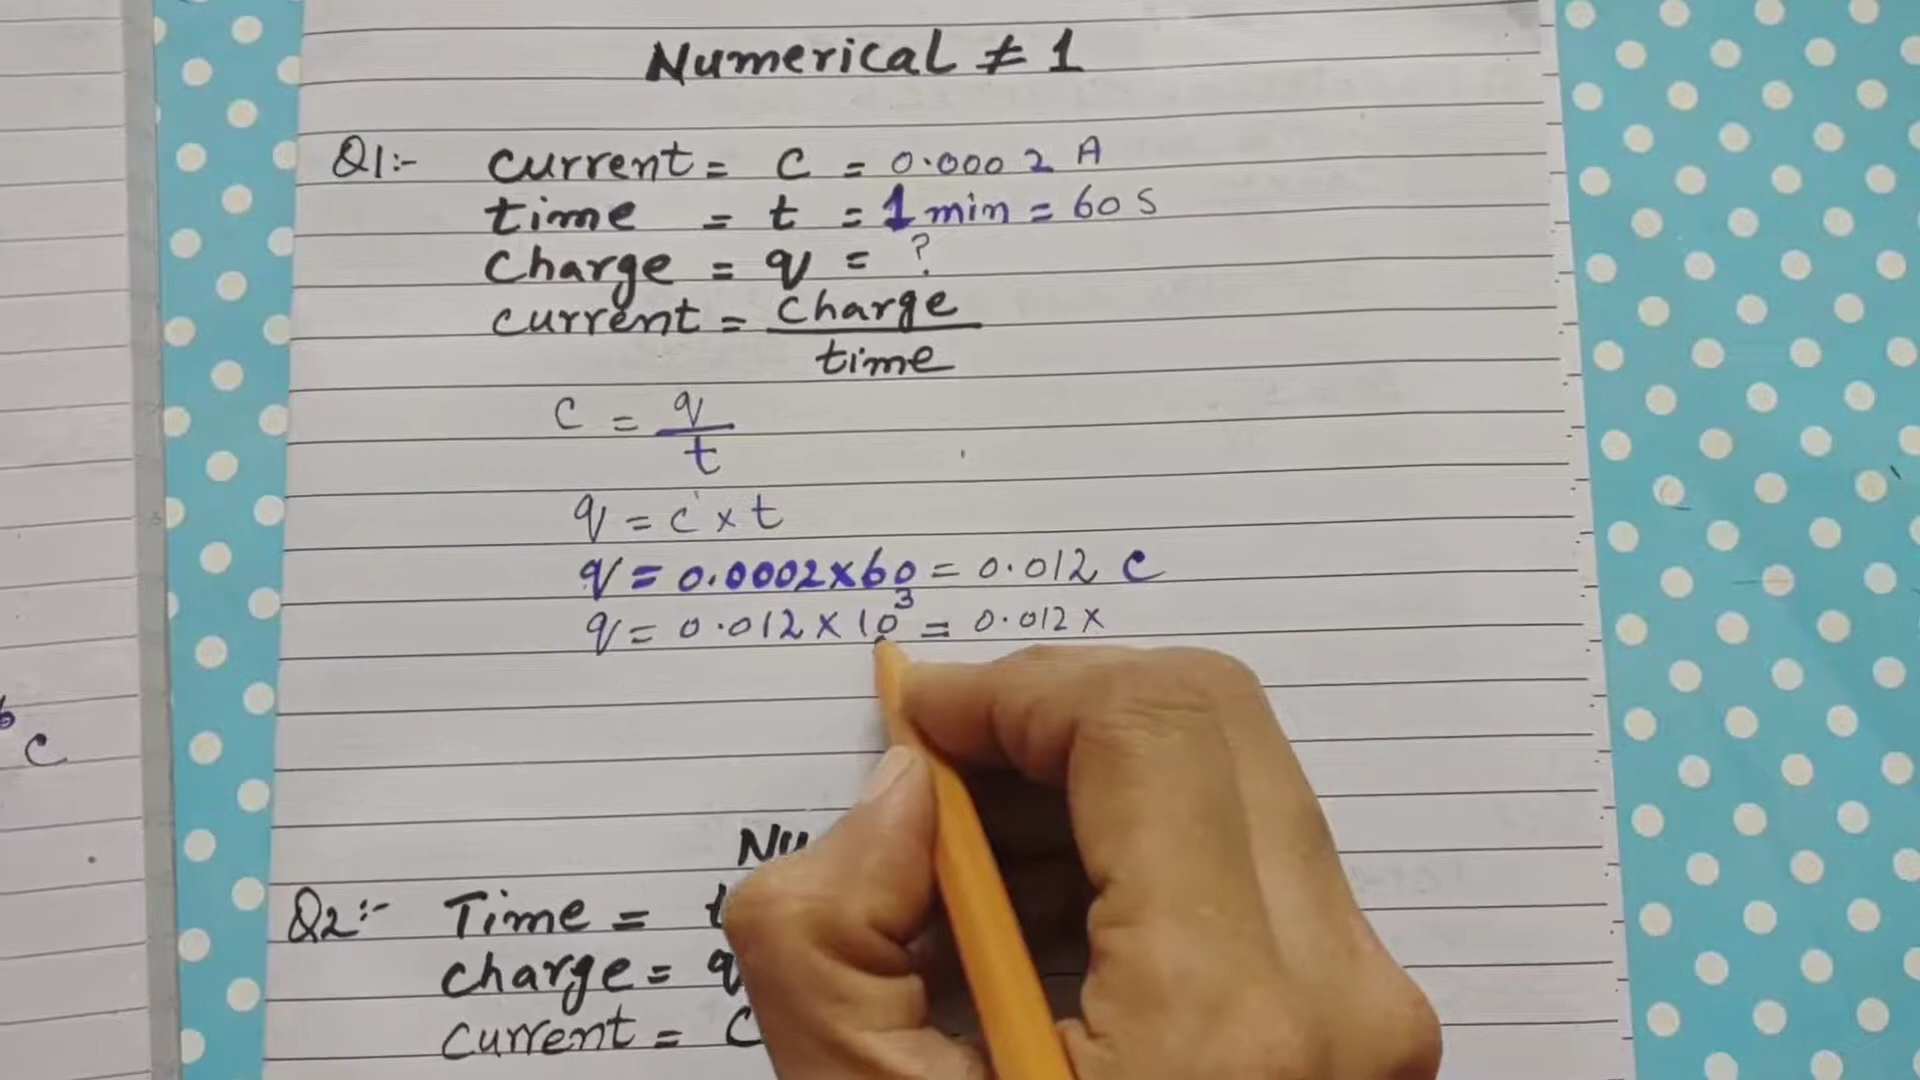 Numerical ≠ 1
Q1:- Current = C = 0.0002 A
time = t = 1 min = 60 S
Charge = q = ?
current = charge
time
C = q
t
q = C x t
q = 0.0002 x 60 = 0.012 C
q = 0.012 x 10³ = 0.012 x
C
Q2:- Time =
charge = q
current = C